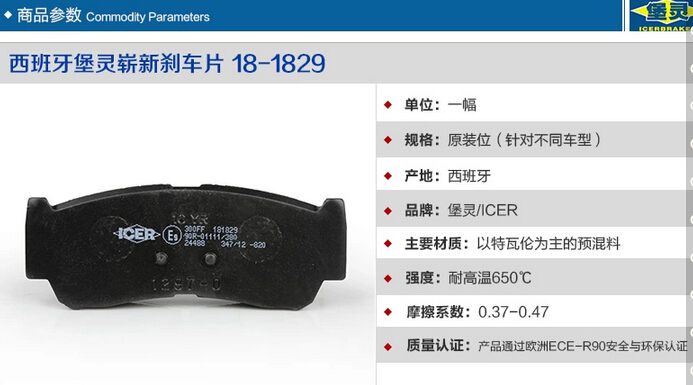 商品参数 Commodity Parameters
堡灵
ICERBRAKE
西班牙堡灵崭新刹车片 18-1829
单位：一幅
规格：原装位（针对不同车型）
产地：西班牙
品牌：堡灵/ICER
主要材质：以特瓦伦为主的预混料
强度：耐高温650℃
摩擦系数：0.37-0.47
质量认证：产品通过欧洲ECE-R90安全与环保认证
ICER
E9
300FF 181829
90R-01111/380
24488 347/12 -820
1297-0